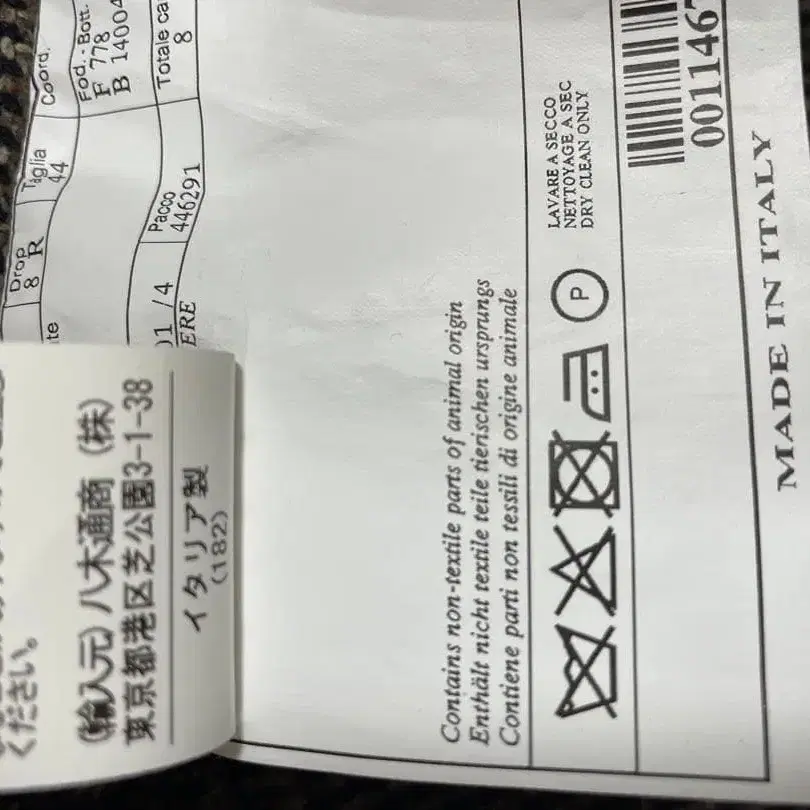 Drop
8 R
Taglia
44
Coord.
Fod.-Bott.
F 778
B 14004
/4
Pacco
446291
Totale
8
ERE
ください。
(輸入元) 八木通商 (株)
東京都港区芝公園3-1-38
イタリア製
(182)
Contains non-textile parts of animal origin
Enthält nicht textile teile tierischen ursprungs
Contiene parti non tessili di origine animale
P
LAVARE A SECCO
NETTOYAGE A SEC
DRY CLEAN ONLY
001146
MADE IN ITALY